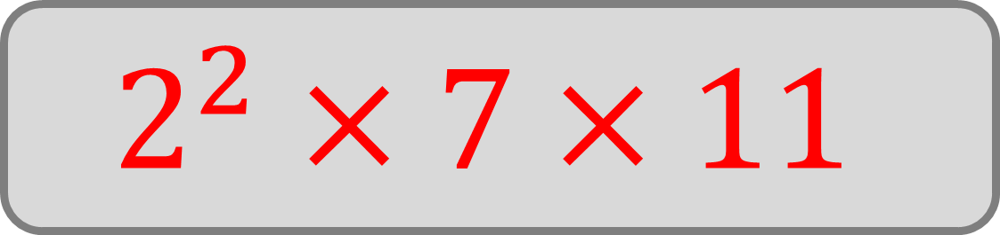 2² × 7 × 11